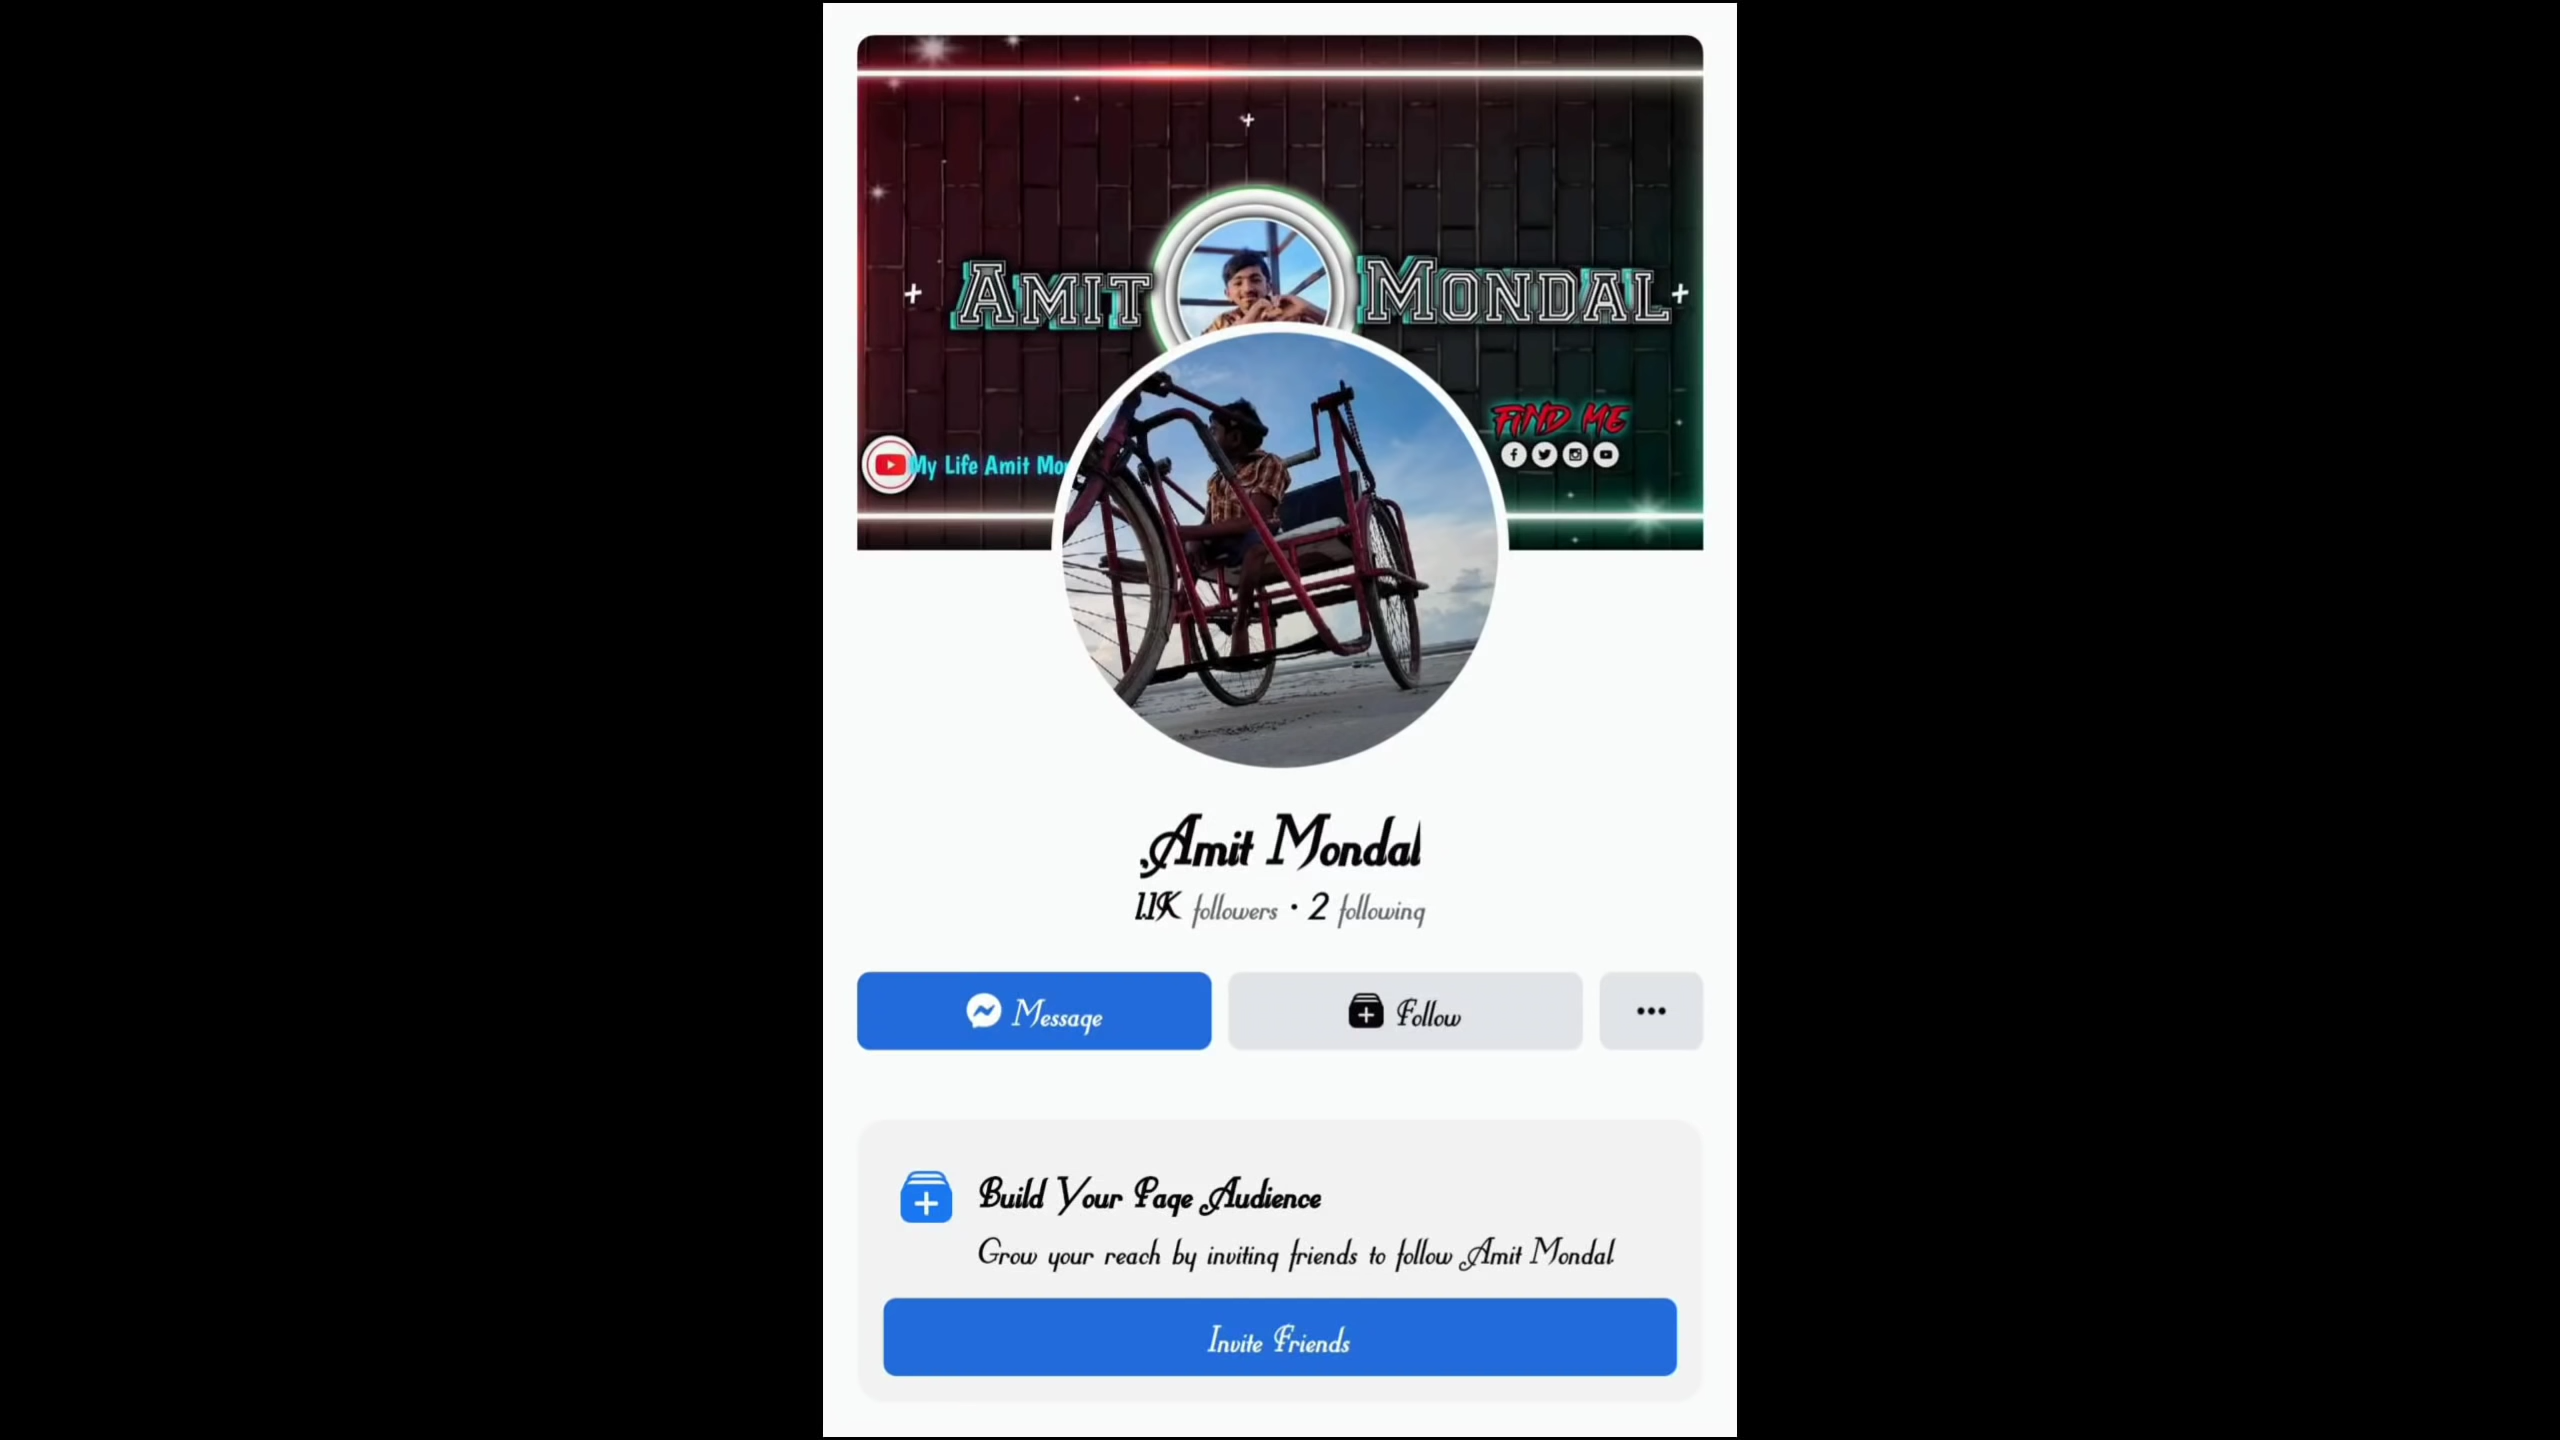 AMIT MONDAL
FIND ME
My Life Amit
Amit Mondal
1.1K followers • 2 following
Message
Follow
Build Your Page Audience
Grow your reach by inviting friends to follow Amit Mondal
Invite Friends